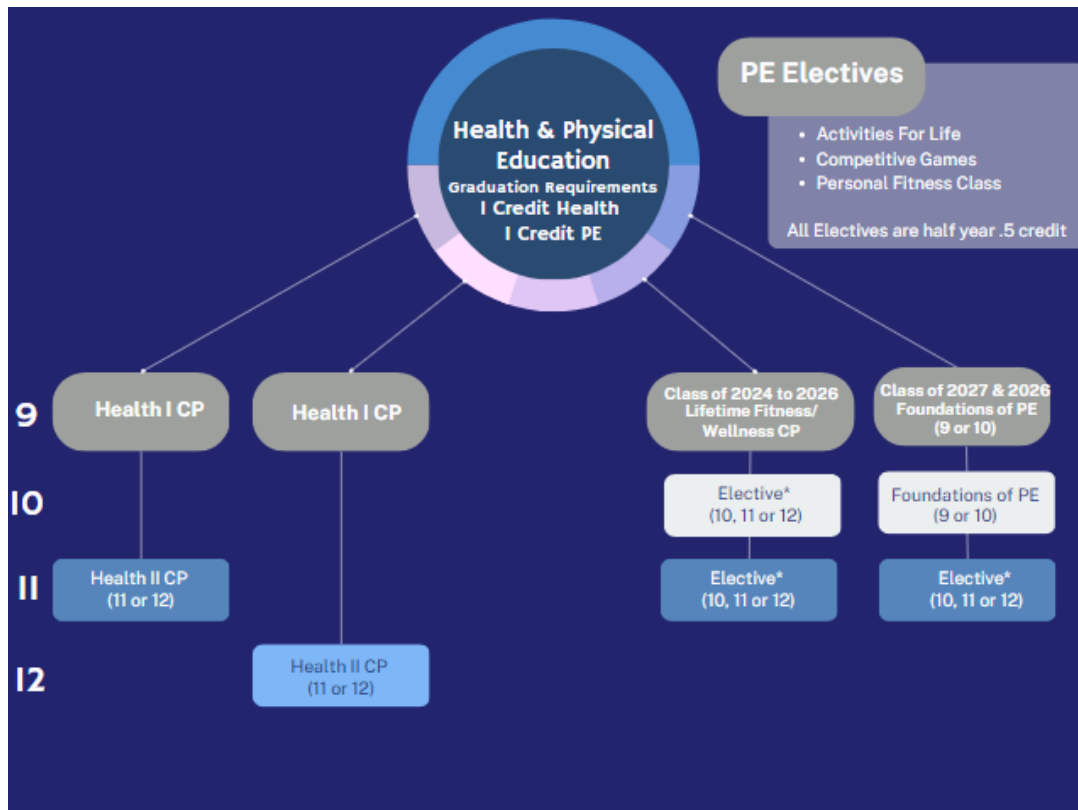 Health & Physical
Education
Graduation Requirements
1 Credit Health
1 Credit PE
PE Electives
• Activities For Life
• Competitive Games
• Personal Fitness Class
All Electives are half year .5 credit
9
Health I CP
Health I CP
Class of 2024 to 2026
Lifetime Fitness/
Wellness CP
Class of 2027 & 2026
Foundations of PE
(9 or 10)
10
Elective*
(10, 11 or 12)
Foundations of PE
(9 or 10)
11
Health II CP
(11 or 12)
Elective*
(10, 11 or 12)
Elective*
(10, 11 or 12)
12
Health II CP
(11 or 12)